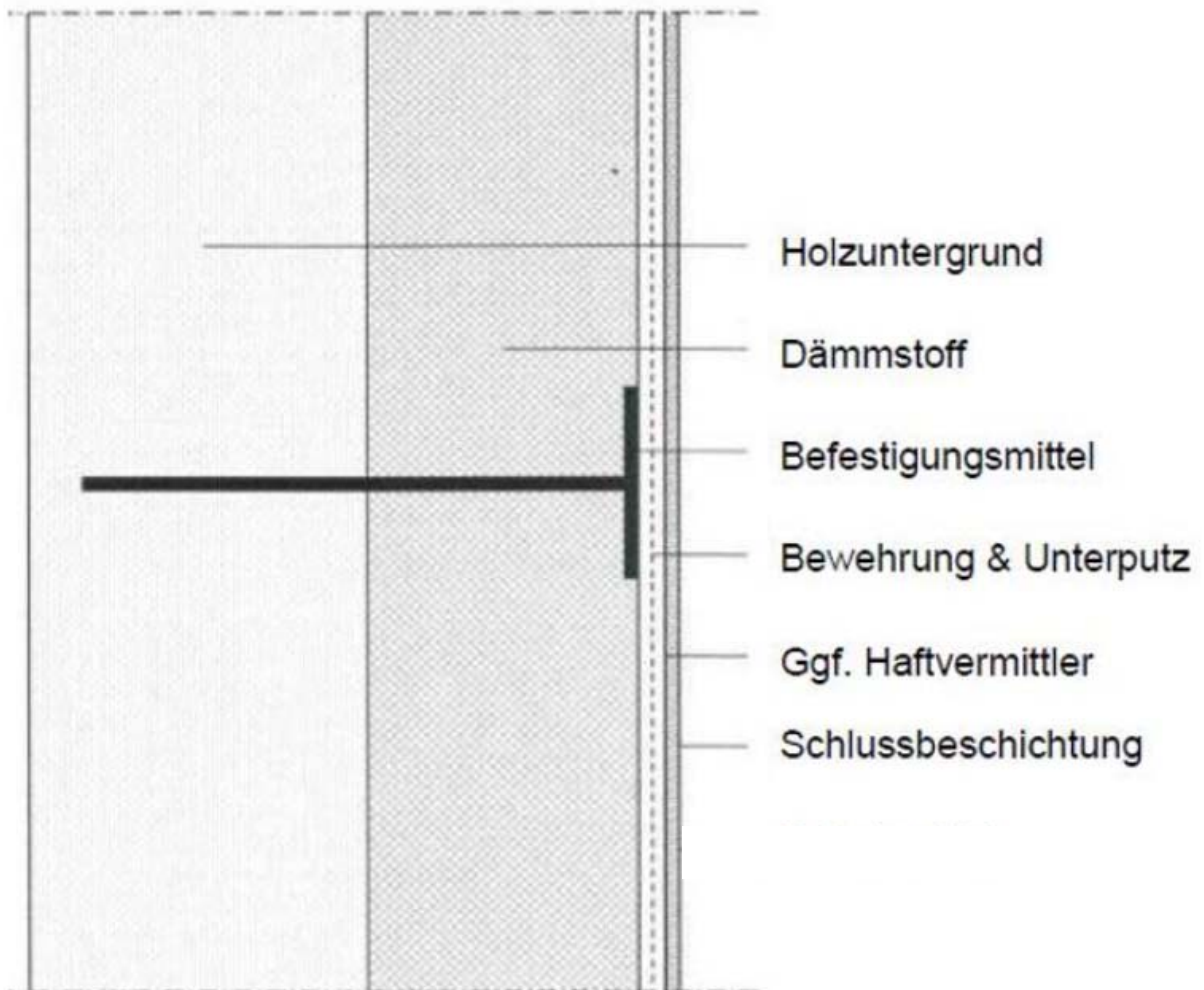 Holzuntergrund
Dämmstoff
Befestigungsmittel
Bewehrung & Unterputz
Ggf. Haftvermittler
Schlussbeschichtung